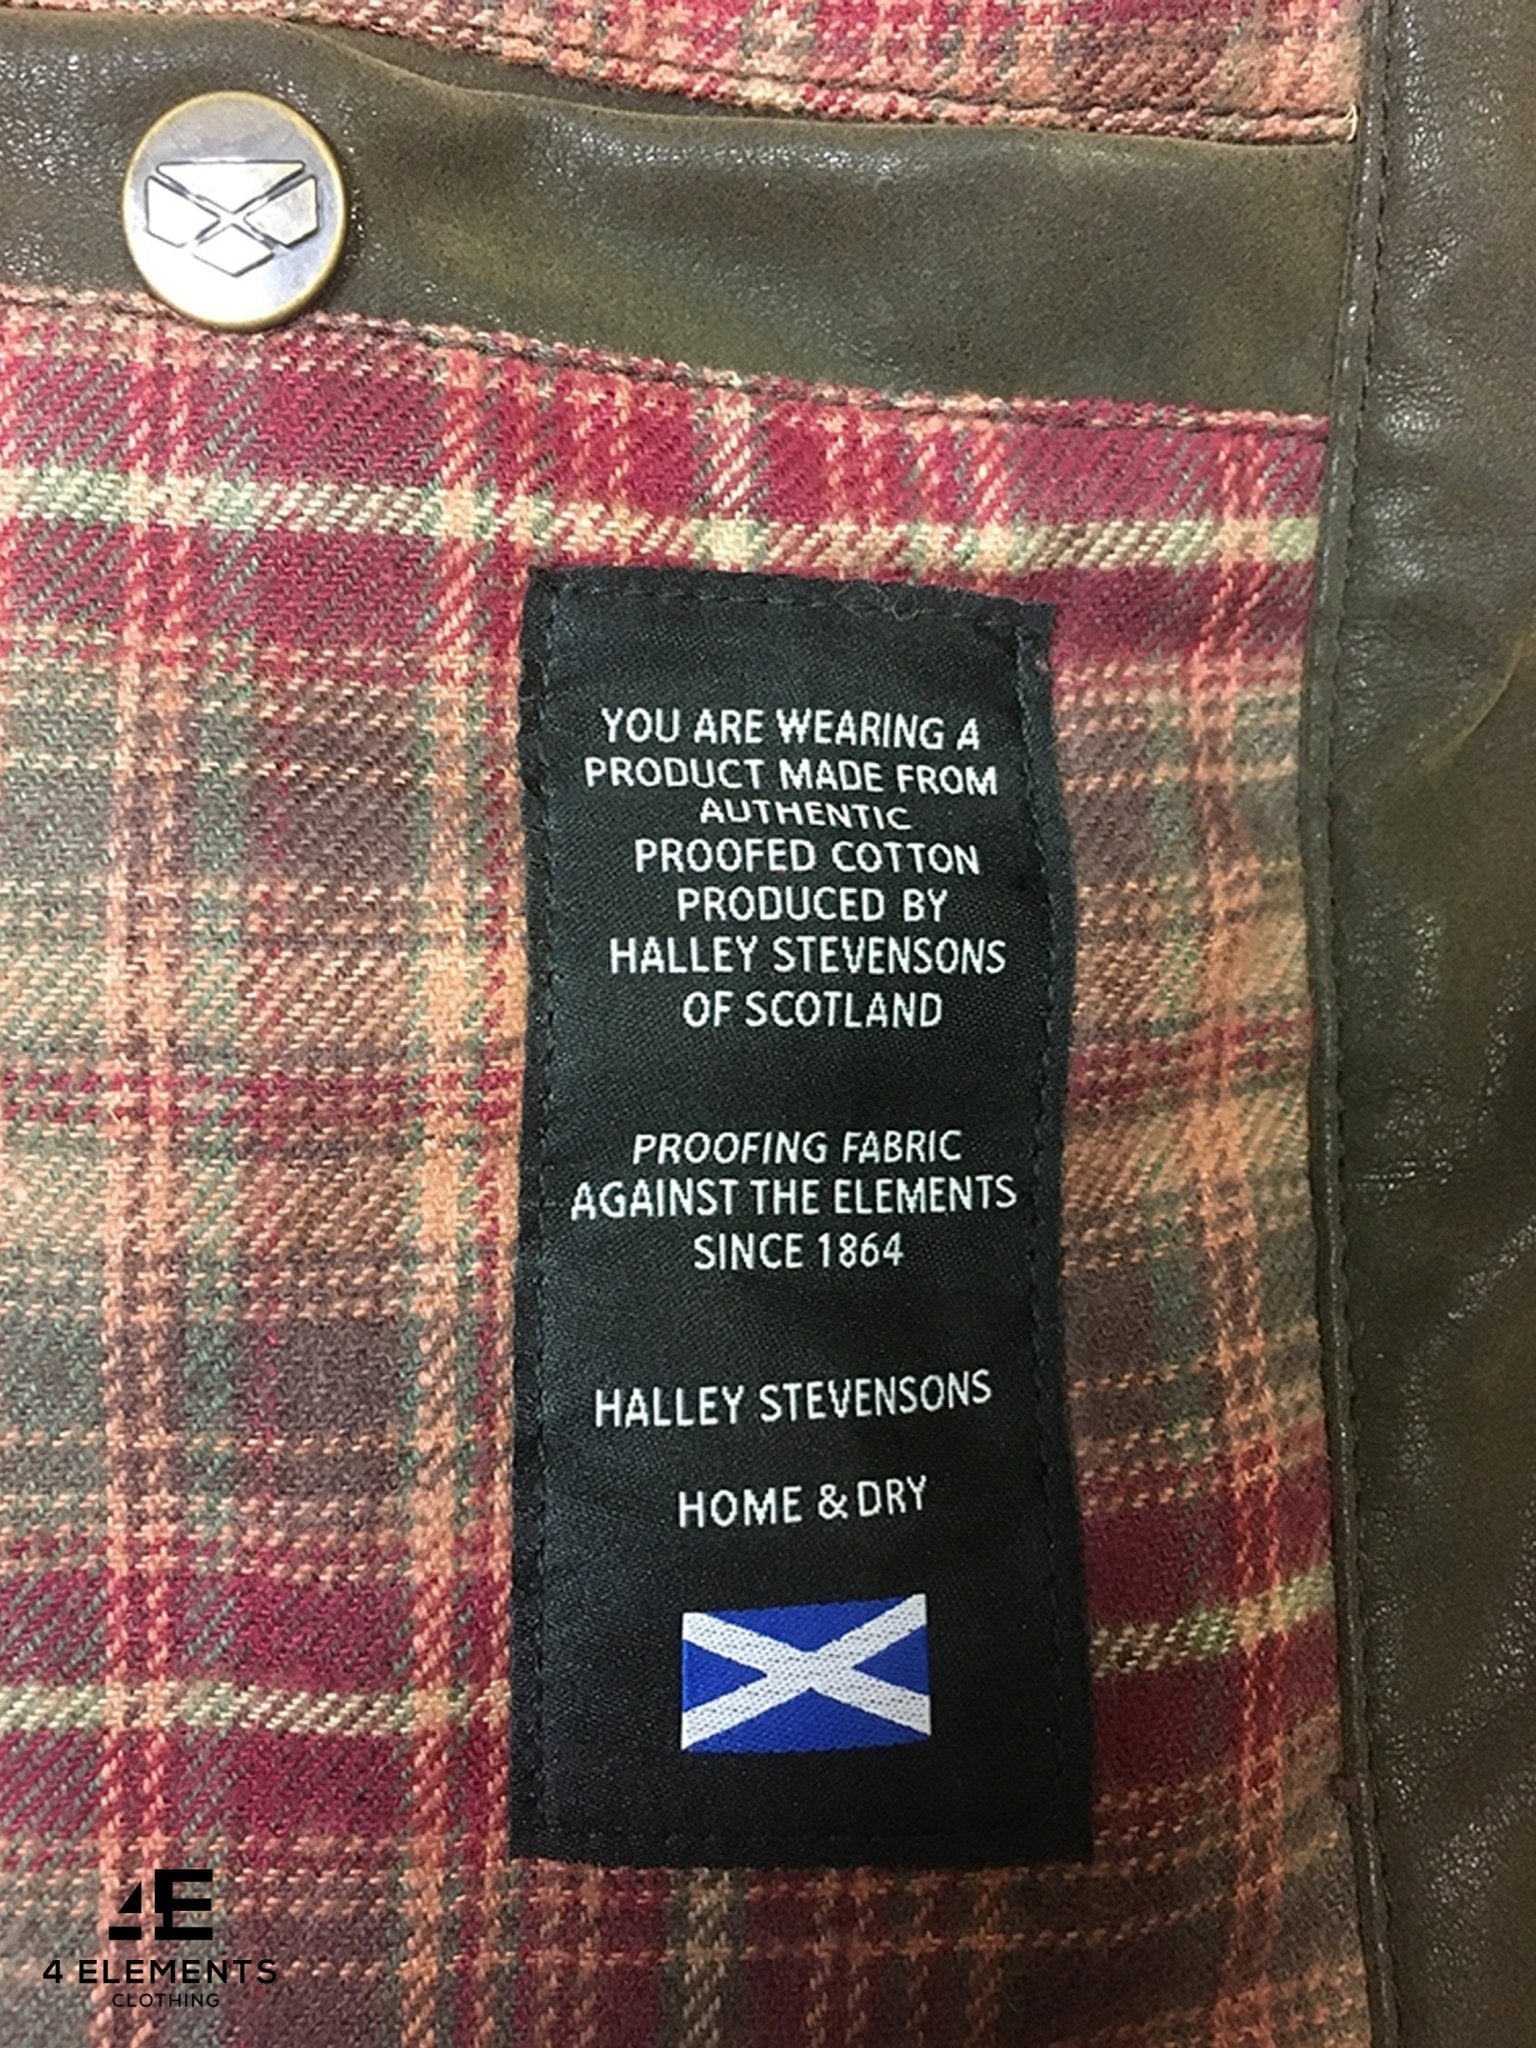 YOU ARE WEARING A
PRODUCT MADE FROM
AUTHENTIC
PROOFED COTTON
PRODUCED BY
HALLEY STEVENSONS
OF SCOTLAND
PROOFING FABRIC
AGAINST THE ELEMENTS
SINCE 1864
HALLEY STEVENSONS
HOME & DRY
4E
4 ELEMENTS
CLOTHING